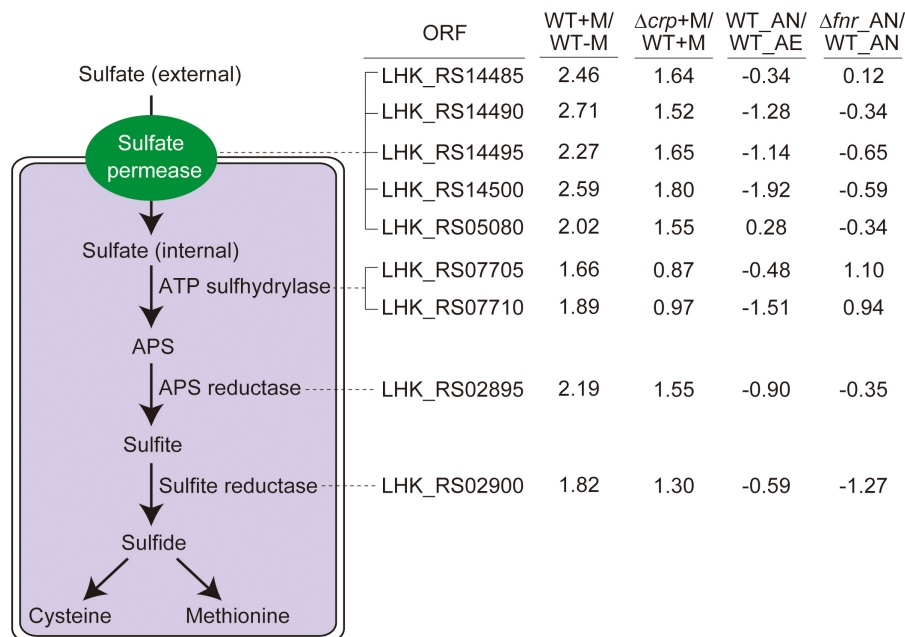 ORF WT+M/ WT-M Δcrp+M/ WT+M WT_AN/ WT_AE Δfnr_AN/ WT_AN
Sulfate (external)
LHK_RS14485 2.46 1.64 -0.34 0.12
LHK_RS14490 2.71 1.52 -1.28 -0.34
Sulfate
permease
LHK_RS14495 2.27 1.65 -1.14 -0.65
LHK_RS14500 2.59 1.80 -1.92 -0.59
LHK_RS05080 2.02 1.55 0.28 -0.34
Sulfate (internal)
LHK_RS07705 1.66 0.87 -0.48 1.10
ATP sulfhydrylase
LHK_RS07710 1.89 0.97 -1.51 0.94
APS
APS reductase LHK_RS02895 2.19 1.55 -0.90 -0.35
Sulfite
Sulfite reductase LHK_RS02900 1.82 1.30 -0.59 -1.27
Sulfide
Cysteine Methionine